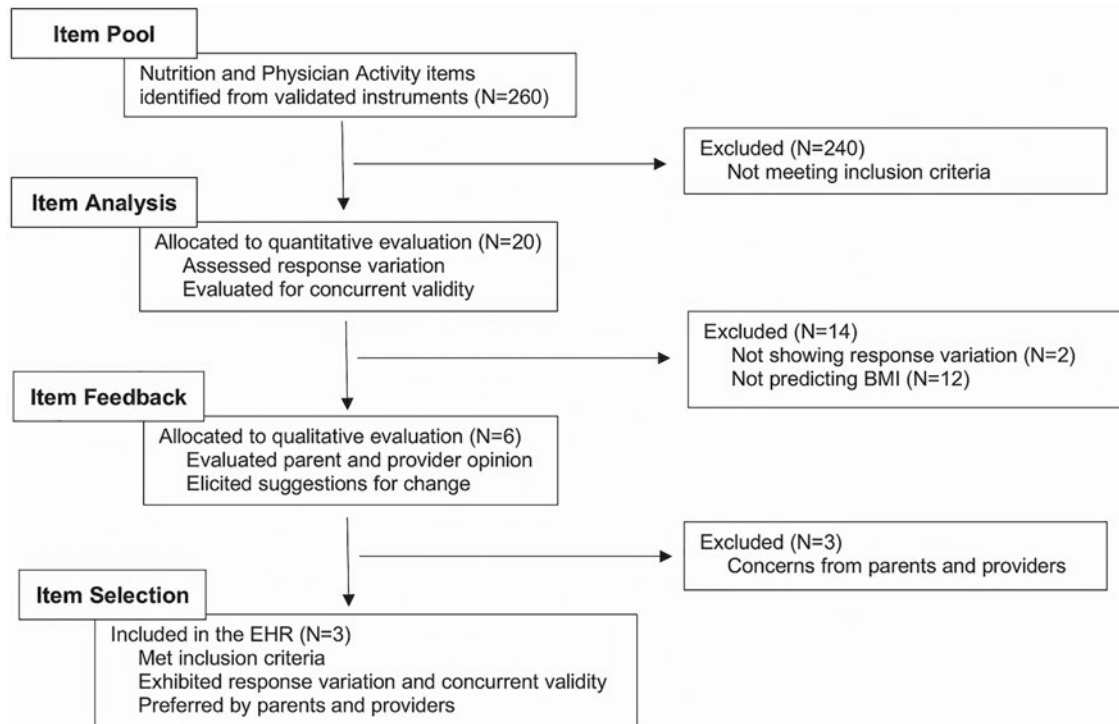 Item Pool
Nutrition and Physician Activity items
identified from validated instruments (N=260)
Excluded (N=240)
Not meeting inclusion criteria
Item Analysis
Allocated to quantitative evaluation (N=20)
Assessed response variation
Evaluated for concurrent validity
Excluded (N=14)
Not showing response variation (N=2)
Not predicting BMI (N=12)
Item Feedback
Allocated to qualitative evaluation (N=6)
Evaluated parent and provider opinion
Elicited suggestions for change
Excluded (N=3)
Concerns from parents and providers
Item Selection
Included in the EHR (N=3)
Met inclusion criteria
Exhibited response variation and concurrent validity
Preferred by parents and providers